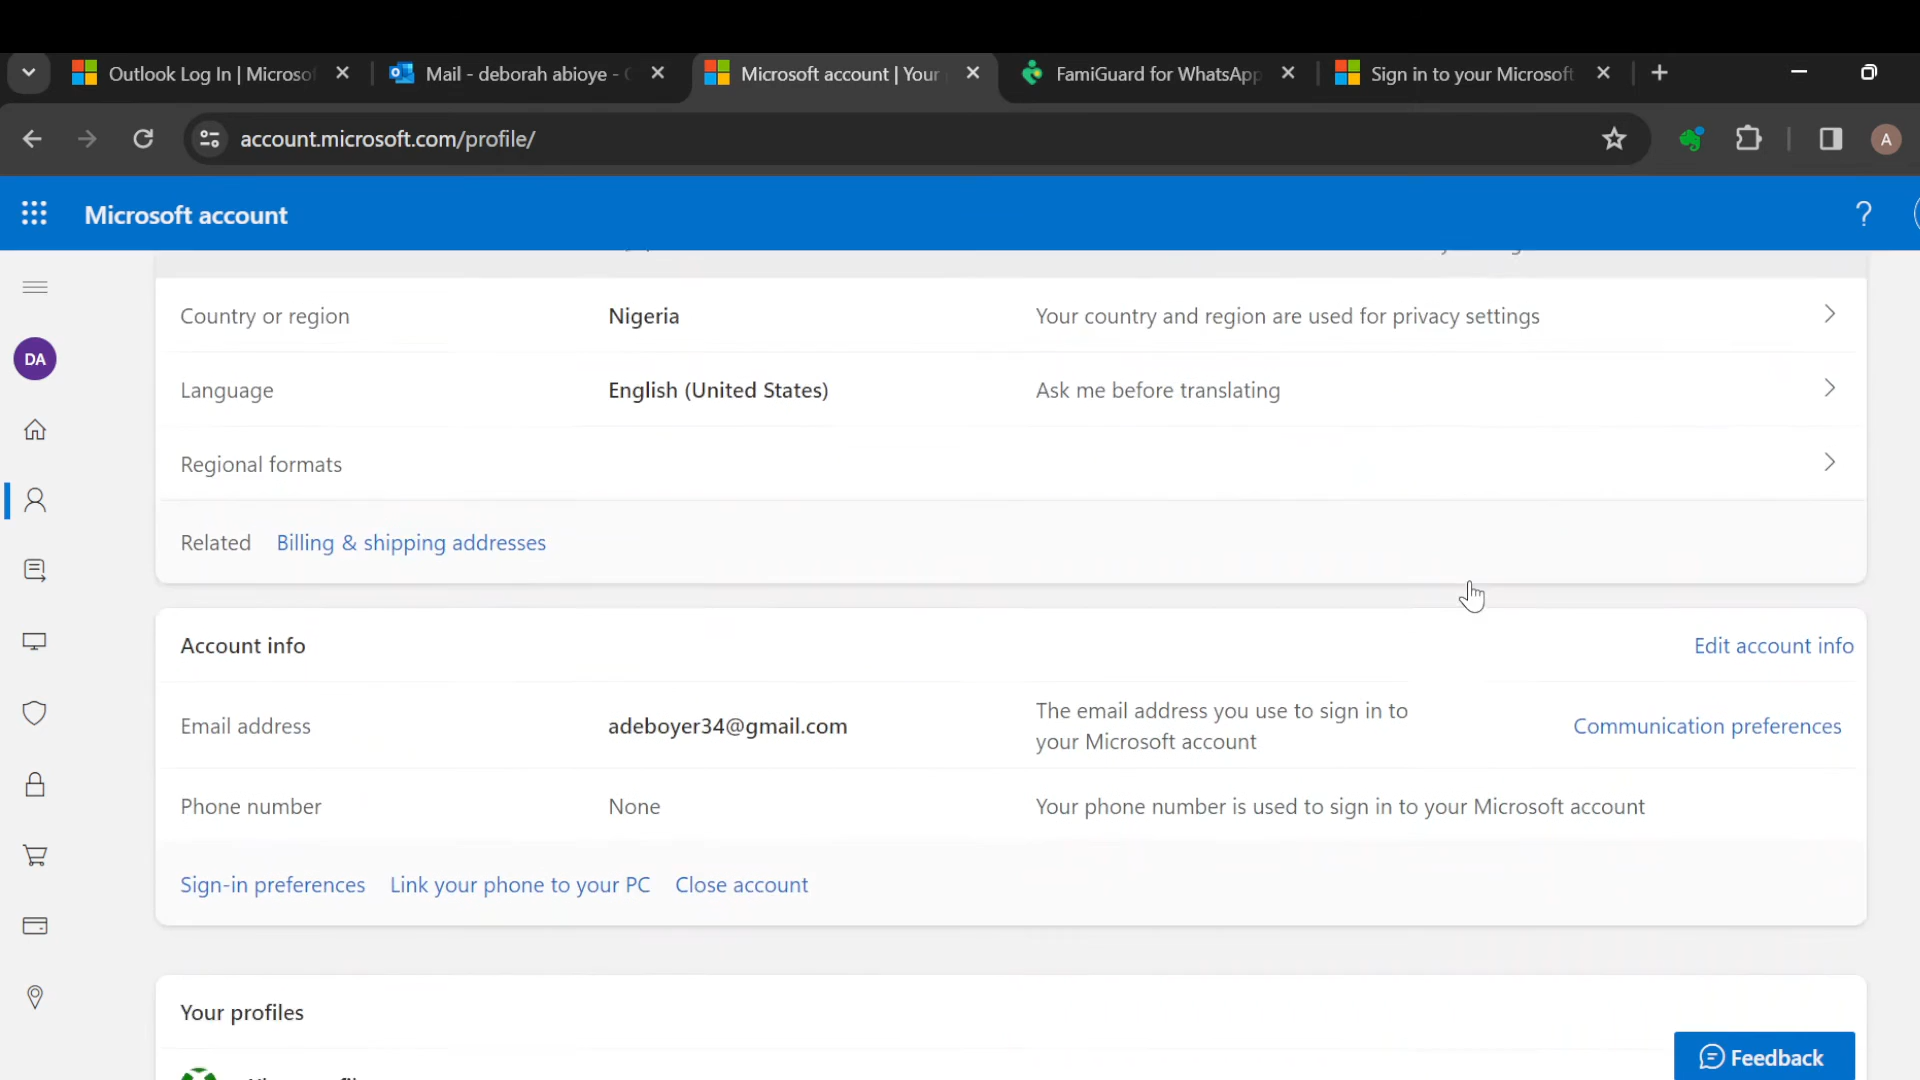 Outlook Log In | Microso
Mail - deborah abioye -
Microsoft account | Your
FamiGuard for WhatsApp
Sign in to your Microsoft
account.microsoft.com/profile/
A
Microsoft account
?
DA
Country or region
Nigeria
Your country and region are used for privacy settings
Language
English (United States)
Ask me before translating
Regional formats
Related
Billing & shipping addresses
Account info
Edit account info
Email address
adeboyer34@gmail.com
The email address you use to sign in to
your Microsoft account
Communication preferences
Phone number
None
Your phone number is used to sign in to your Microsoft account
Sign-in preferences
Link your phone to your PC
Close account
Your profiles
Feedback